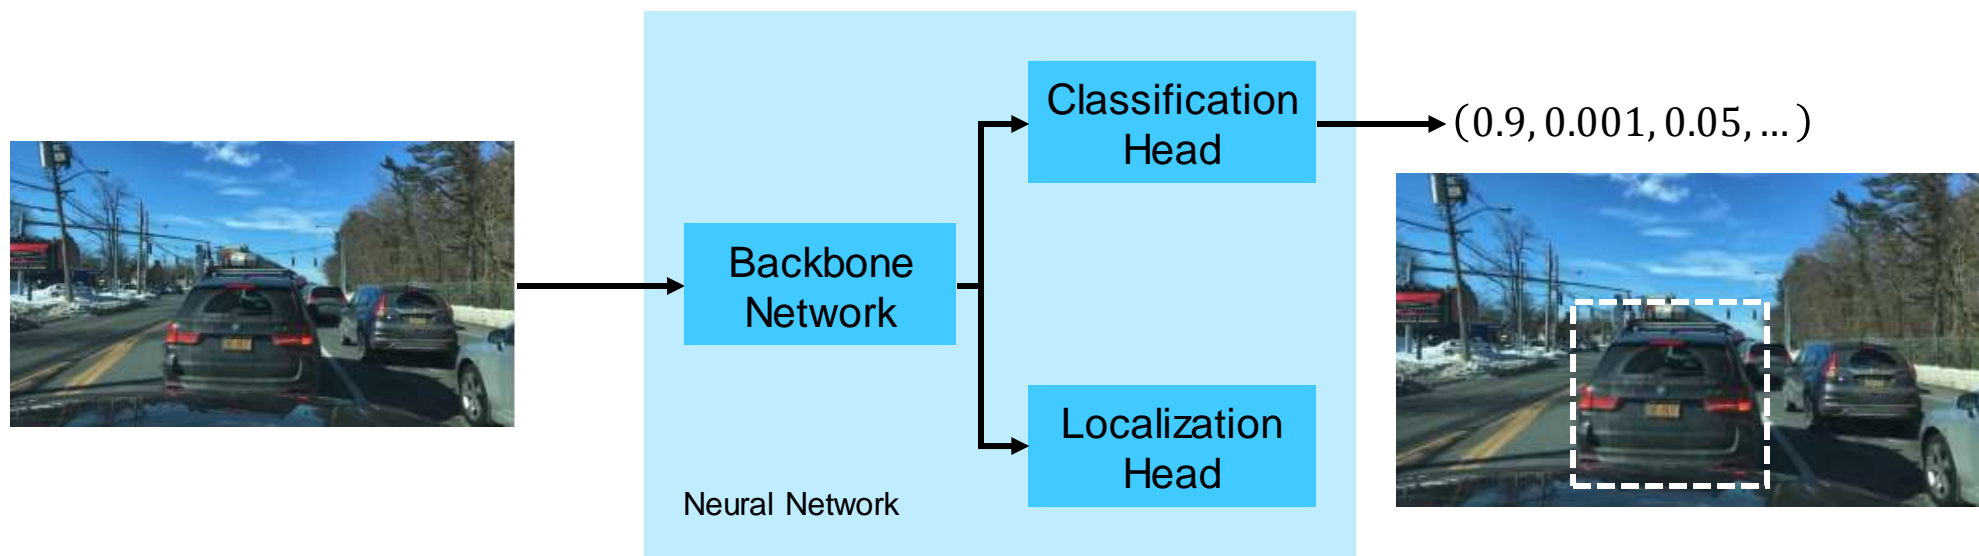 Classification
Head
(0.9, 0.001, 0.05, … )
Backbone
Network
Localization
Head
Neural Network